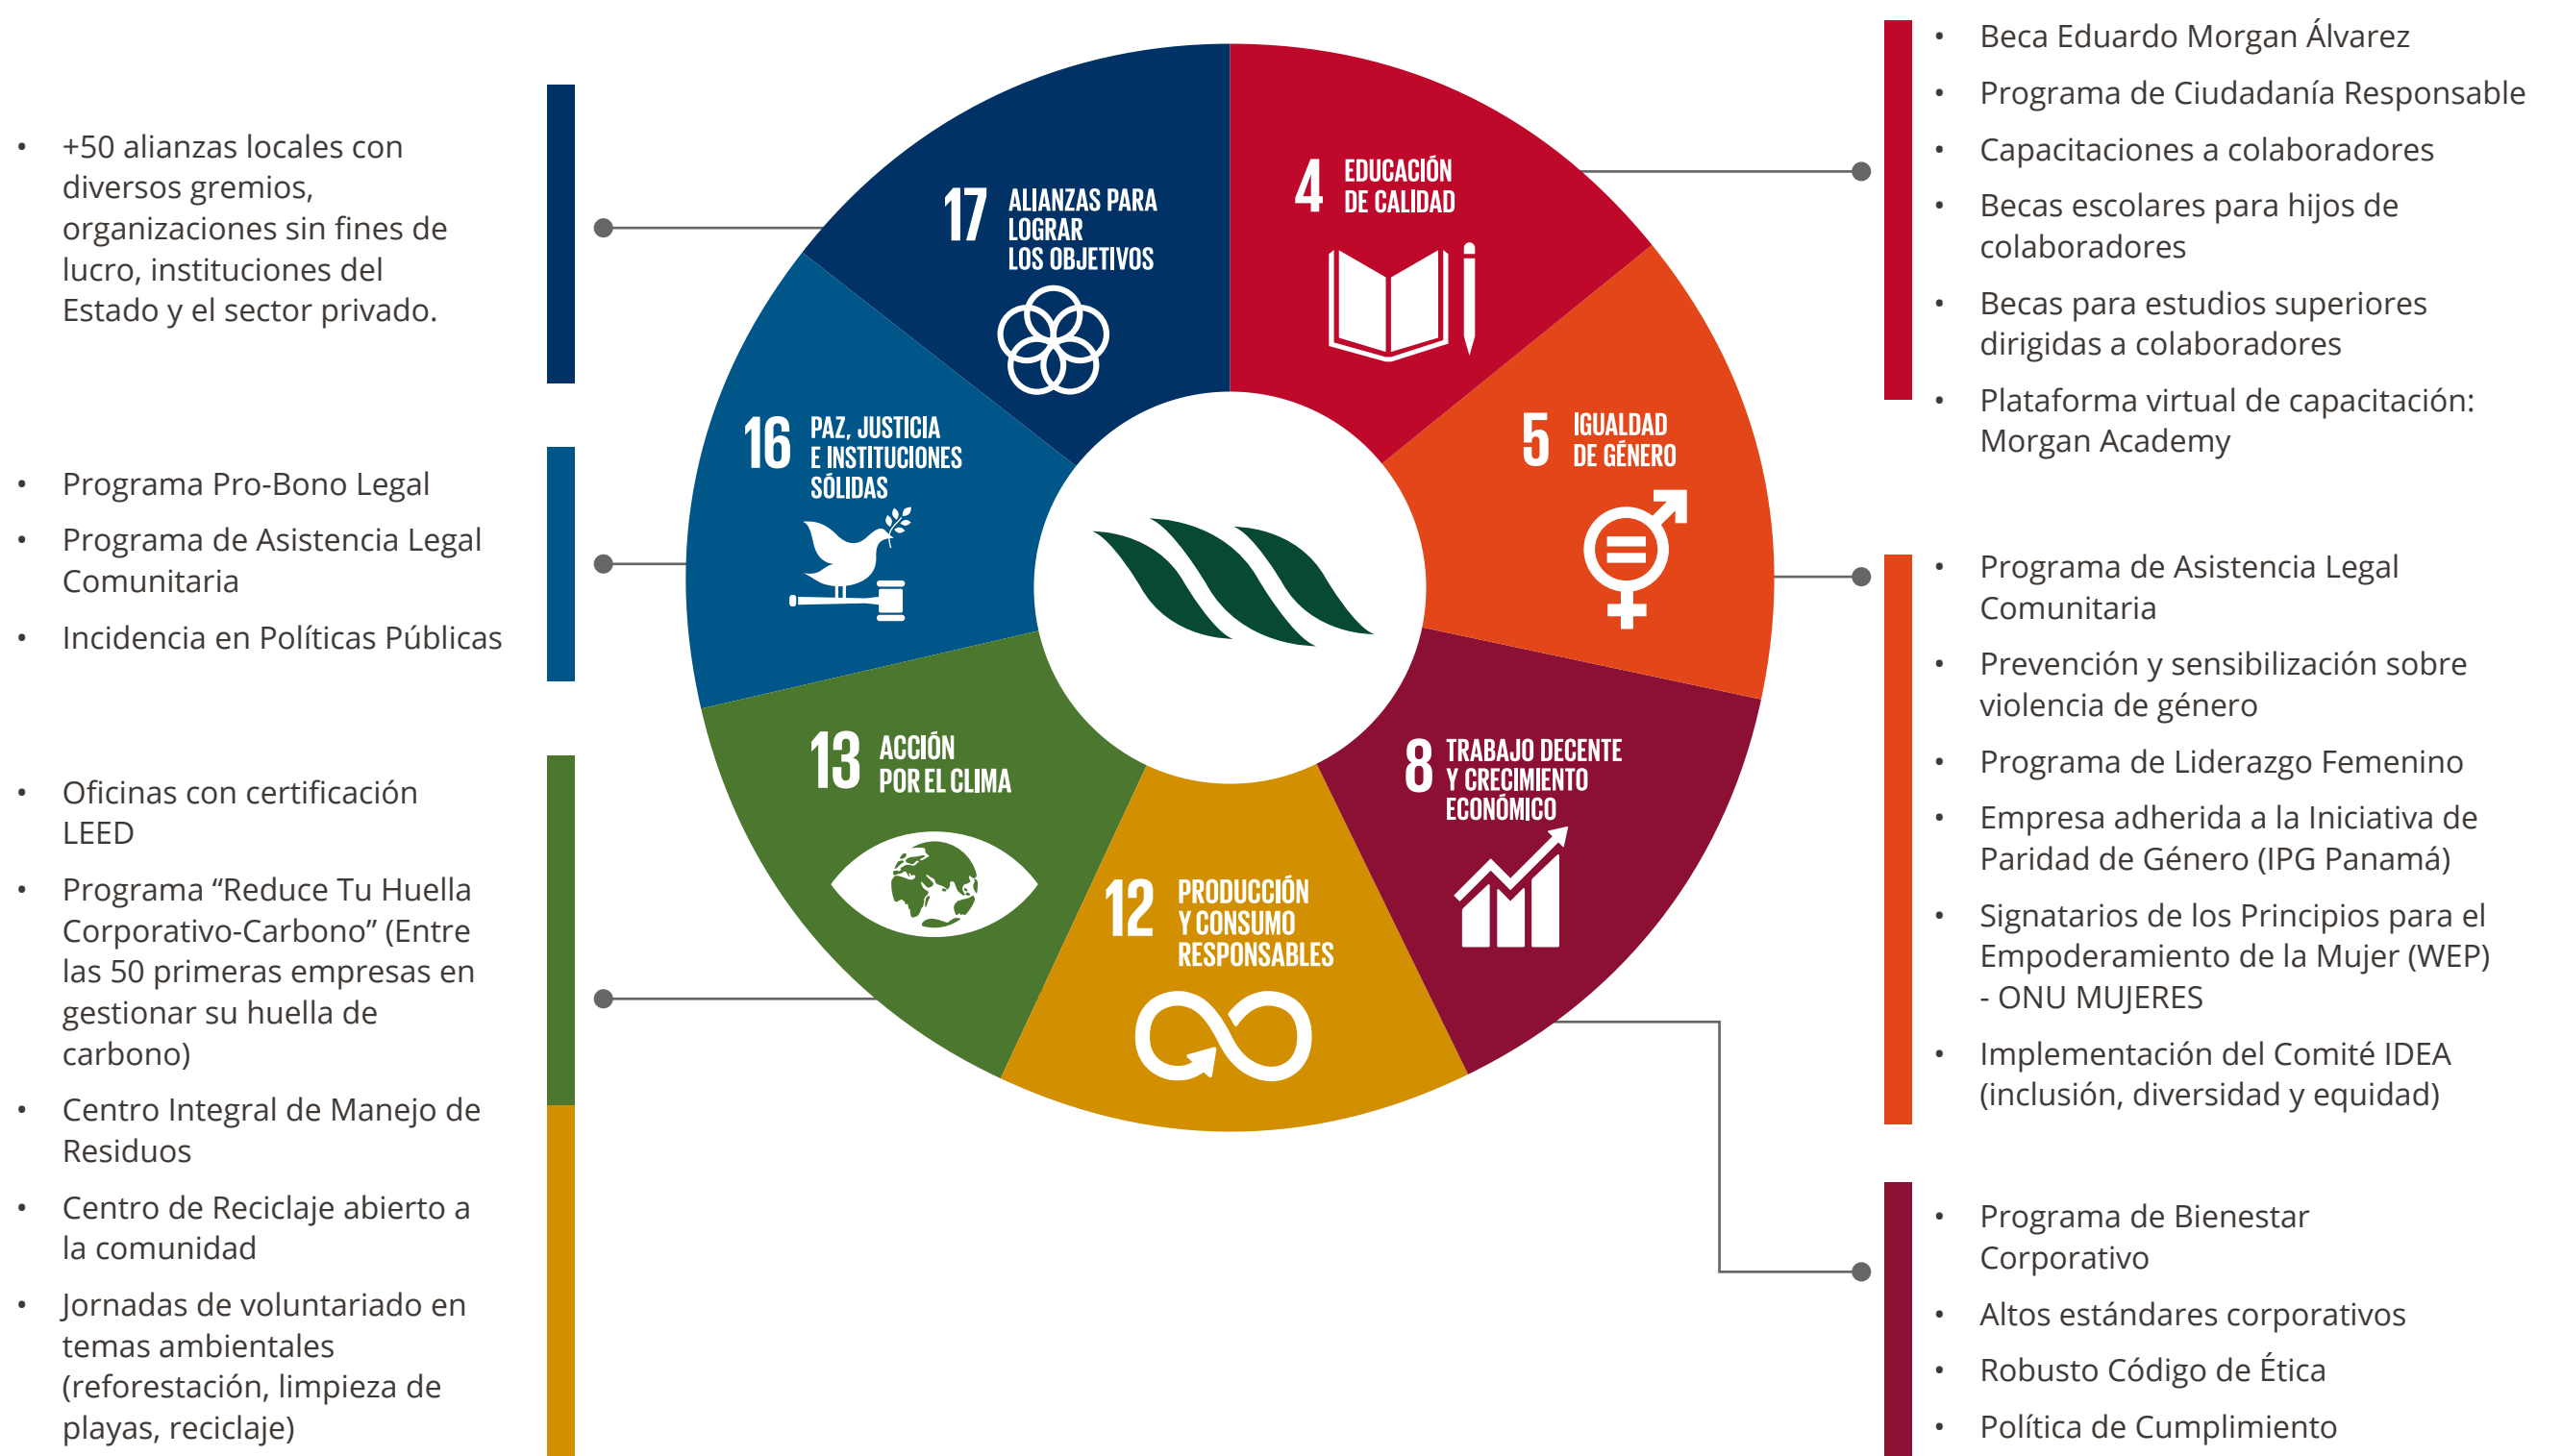 • +50 alianzas locales con
diversos gremios,
organizaciones sin fines de
lucro, instituciones del
Estado y el sector privado.
• Programa Pro-Bono Legal
• Programa de Asistencia Legal
Comunitaria
• Incidencia en Políticas Públicas
• Oficinas con certificación
LEED
• Programa “Reduce Tu Huella
Corporativo-Carbono” (Entre
las 50 primeras empresas en
gestionar su huella de
carbono)
• Centro Integral de Manejo de
Residuos
• Centro de Reciclaje abierto a
la comunidad
• Jornadas de voluntariado en
temas ambientales
(reforestación, limpieza de
playas, reciclaje)
17 ALIANZAS PARA
LOGRAR
LOS OBJETIVOS
4 EDUCACIÓN
DE CALIDAD
16 PAZ, JUSTICIA
E INSTITUCIONES
SÓLIDAS
5 IGUALDAD
DE GÉNERO
13 ACCIÓN
POR EL CLIMA
8 TRABAJO DECENTE
Y CRECIMIENTO
ECONÓMICO
12 PRODUCCIÓN
Y CONSUMO
RESPONSABLES
• Beca Eduardo Morgan Álvarez
• Programa de Ciudadanía Responsable
• Capacitaciones a colaboradores
• Becas escolares para hijos de
colaboradores
• Becas para estudios superiores
dirigidas a colaboradores
• Plataforma virtual de capacitación:
Morgan Academy
• Programa de Asistencia Legal
Comunitaria
• Prevención y sensibilización sobre
violencia de género
• Programa de Liderazgo Femenino
• Empresa adherida a la Iniciativa de
Paridad de Género (IPG Panamá)
• Signatarios de los Principios para el
Empoderamiento de la Mujer (WEP)
- ONU MUJERES
• Implementación del Comité IDEA
(inclusión, diversidad y equidad)
• Programa de Bienestar
Corporativo
• Altos estándares corporativos
• Robusto Código de Ética
• Política de Cumplimiento